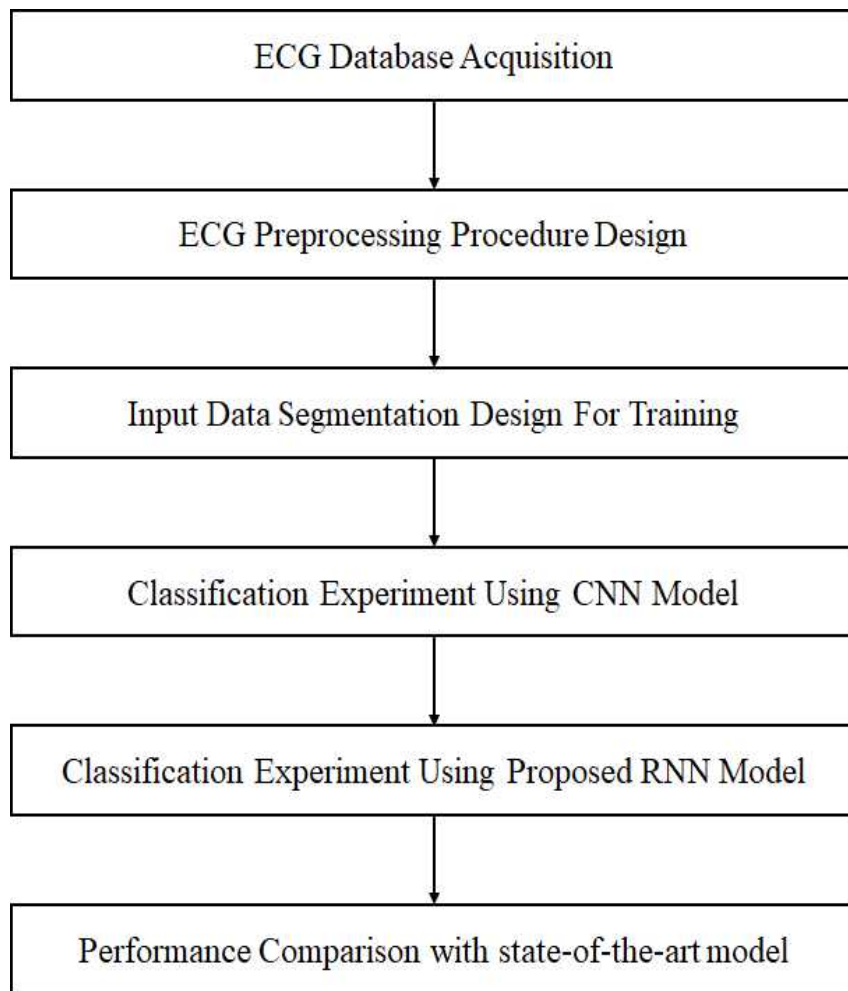 ECG Database Acquisition
ECG Preprocessing Procedure Design
Input Data Segmentation Design For Training
Classification Experiment Using CNN Model
Classification Experiment Using Proposed RNN Model
Performance Comparison with state-of-the-art model